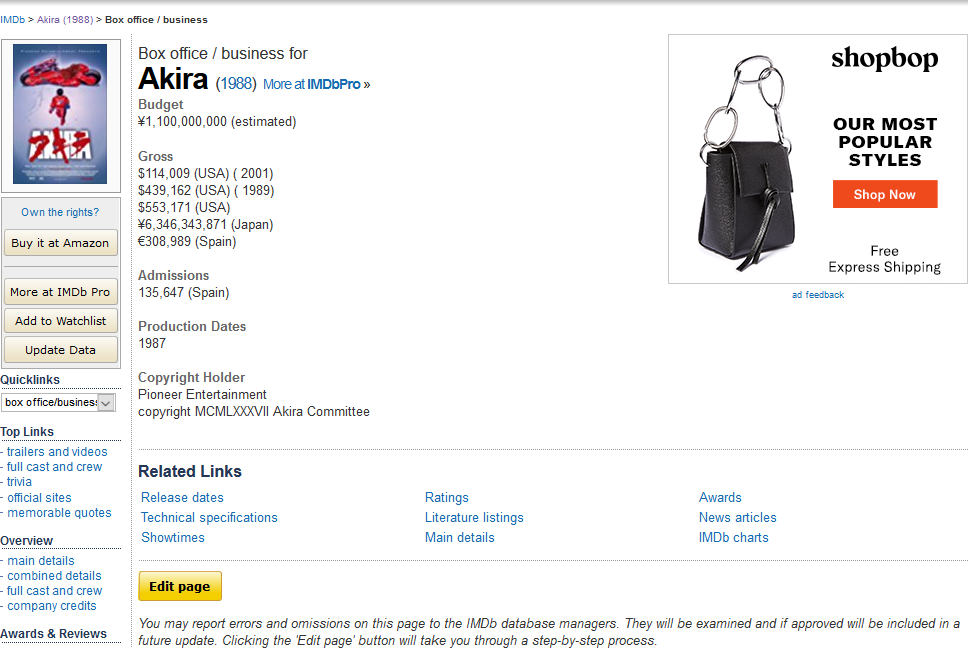 IMDb > Akira (1988) > Box office / business
Box office / business for
Akira (1988) More at IMDbPro »
Budget
¥1,100,000,000 (estimated)
Gross
$114,009 (USA) ( 2001)
$439,162 (USA) ( 1989)
$553,171 (USA)
¥6,346,343,871 (Japan)
€308,989 (Spain)
Admissions
135,647 (Spain)
Production Dates
1987
Copyright Holder
Pioneer Entertainment
copyright MCMLXXXVII Akira Committee
shopbop
OUR MOST
POPULAR
STYLES
Shop Now
Free
Express Shipping
ad feedback
AKIRA
アキラ
Own the rights?
Buy it at Amazon
More at IMDb Pro
Add to Watchlist
Update Data
Quicklinks
box office/business
Top Links
- trailers and videos
- full cast and crew
- trivia
- official sites
- memorable quotes
Overview
- main details
- combined details
- full cast and crew
- company credits
Awards & Reviews
Related Links
Release dates Ratings Awards
Technical specifications Literature listings News articles
Showtimes Main details IMDb charts
Edit page
You may report errors and omissions on this page to the IMDb database managers. They will be examined and if approved will be included in a
future update. Clicking the 'Edit page' button will take you through a step-by-step process.